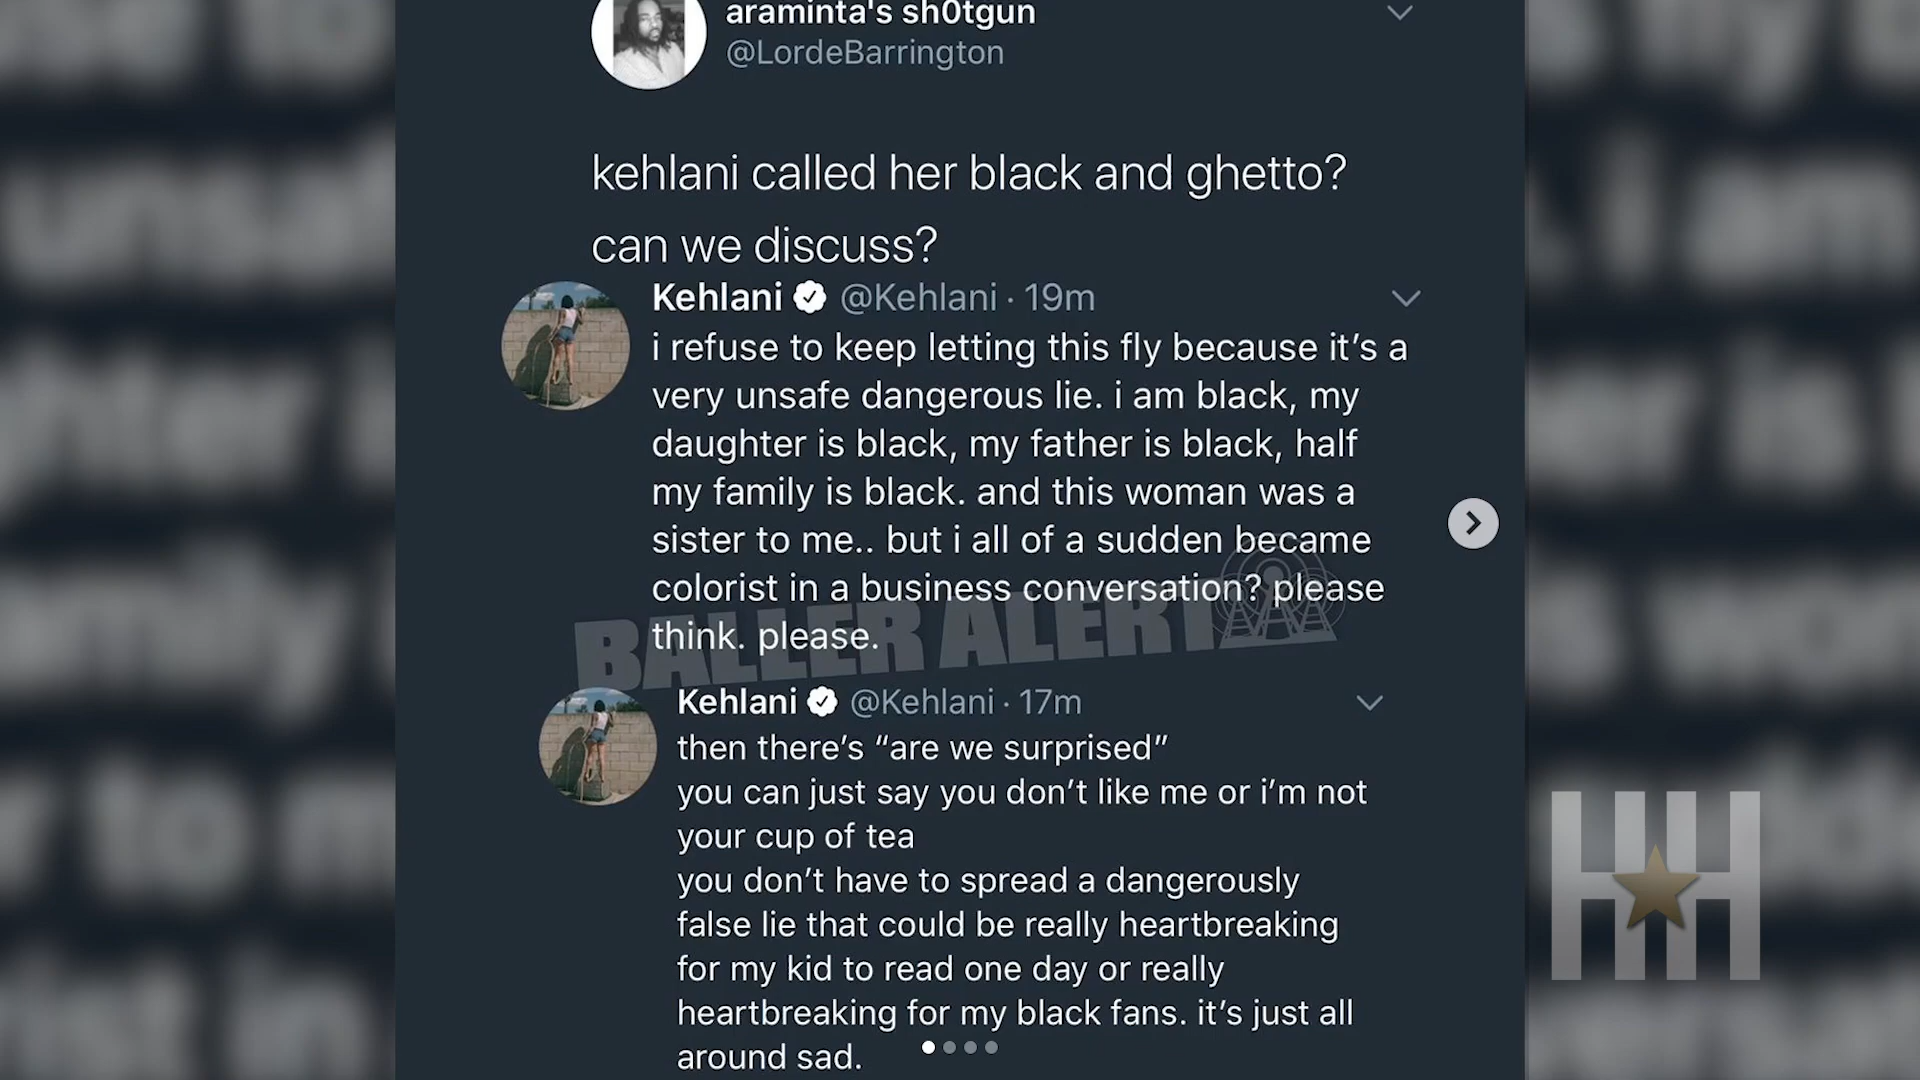 araminta's sh0tgun
@LordeBarrington
kehlani called her black and ghetto?
can we discuss?
Kehlani @Kehlani · 19m
i refuse to keep letting this fly because it's a
very unsafe dangerous lie. i am black, my
daughter is black, my father is black, half
my family is black. and this woman was a
sister to me.. but i all of a sudden became
colorist in a business conversation? please
think. please.
BALLER ALERT
Kehlani @Kehlani · 17m
then there's “are we surprised”
you can just say you don't like me or i'm not
your cup of tea
you don't have to spread a dangerously
false lie that could be really heartbreaking
for my kid to read one day or really
heartbreaking for my black fans. it's just all
around sad.
HH